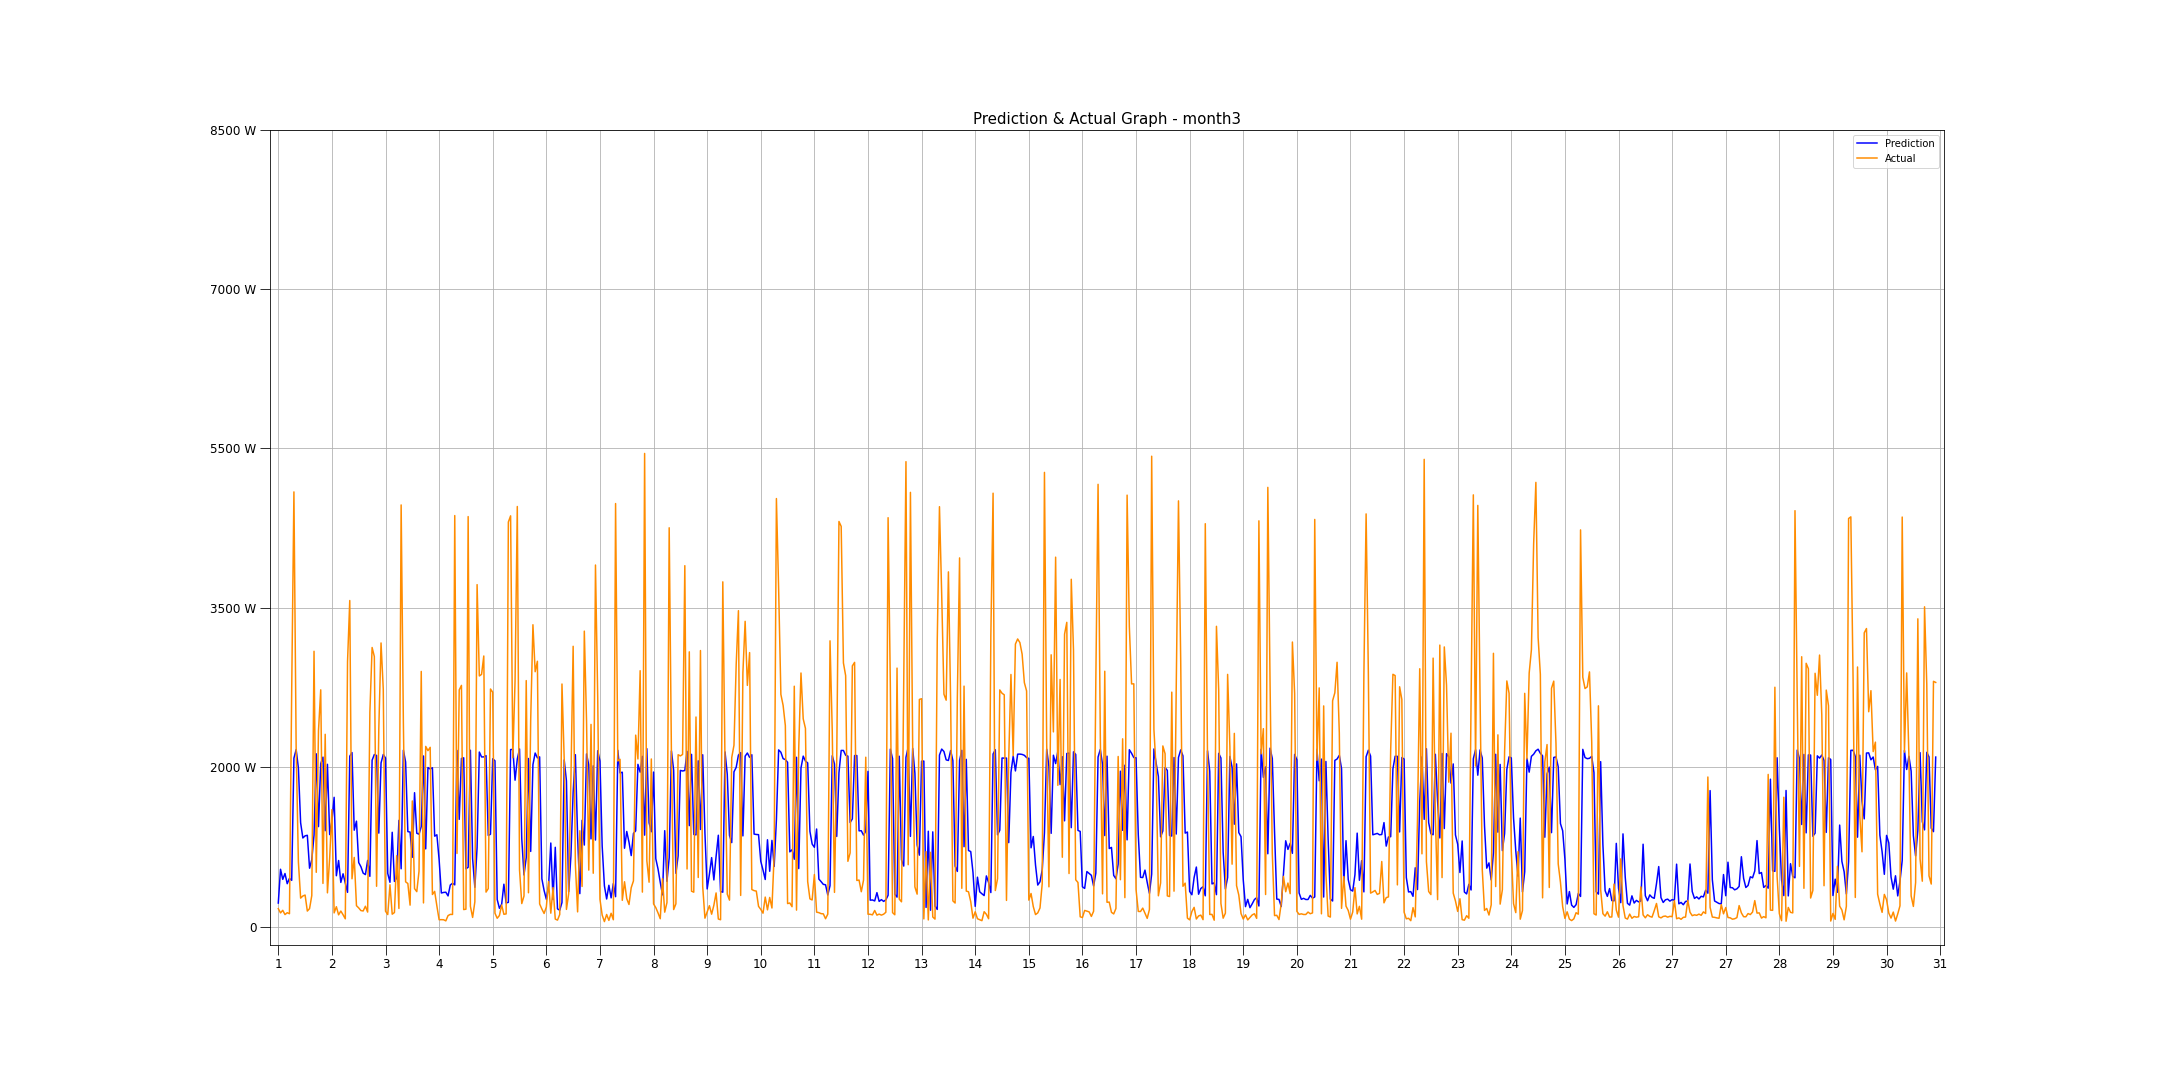 Prediction & Actual Graph - month3
8500 W
7000 W
5500 W
3500 W
2000 W
0
Prediction
Actual
1 2 3 4 5 6 7 8 9 10 11 12 13 14 15 16 17 18 19 20 21 22 23 24 25 26 27 27 28 29 30 31